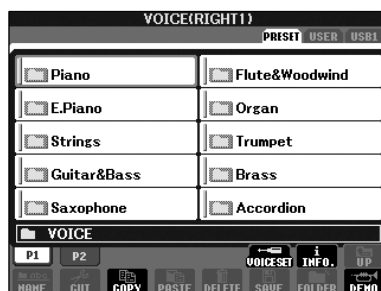 VOICE(RIGHT1)
PRESET USER USB1
Piano
Flute&Woodwind
E.Piano
Organ
Strings
Trumpet
Guitar&Bass
Brass
Saxophone
Accordion
VOICE
P1 P2
VOICESET INFO. UP
NAME CUT COPY PASTE DELETE SAVE FOLDER DEMO